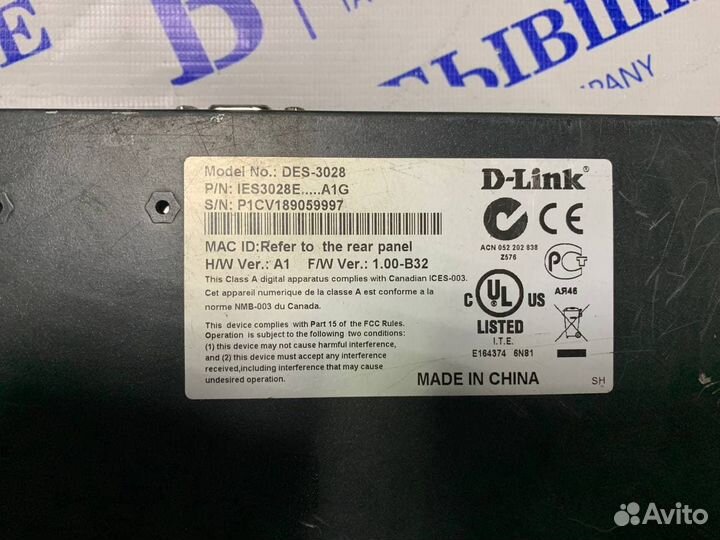 Е
Б
БЫВШИ
COMPANY
Model No.: DES-3028
P/N: IES3028E.....A1G
S/N: P1CV189059997
D-Link
ACN 052 202 838
Z576
MAC ID:Refer to the rear panel
H/W Ver.: A1 F/W Ver.: 1.00-B32
This Class A digital apparatus complies with Canadian ICES-003.
Cet appareil numerique de la classe A est conforme a la
norme NMB-003 du Canada.
АЯ46
C UL US
LISTED
I.T.E.
E164374 6N81
This device complies with Part 15 of the FCC Rules.
Operation is subject to the following two conditions:
(1) this device may not cause harmful interference,
and (2) this device must accept any interference
received,including interference that may cause
undesired operation.
MADE IN CHINA
SH
Avito